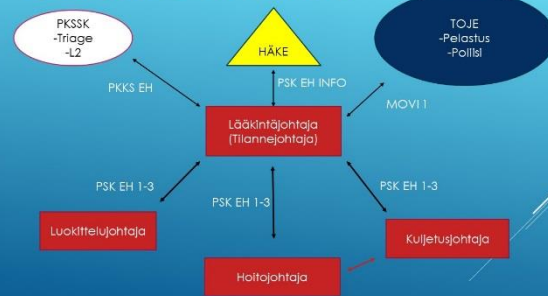 PKSSK
-Triage
-L2
HÄKE
TOJE
-Pelastus
-Poliisi
PKKS EH
PSK EH INFO
MOVI 1
Lääkintäjohtaja
(Tilannejohtaja)
PSK EH 1-3
PSK EH 1-3
PSK EH 1-3
Luokittelujohtaja
Kuljetusjohtaja
Hoitojohtaja